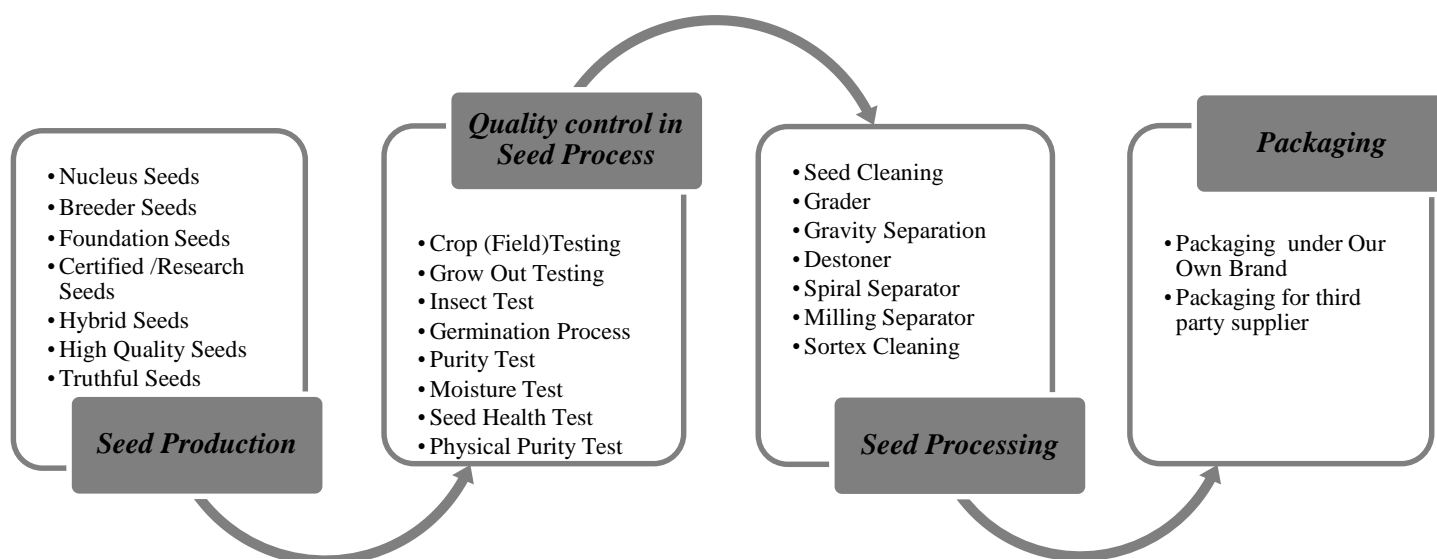 • Nucleus Seeds
• Breeder Seeds
• Foundation Seeds
• Certified /Research
Seeds
• Hybrid Seeds
• High Quality Seeds
• Truthful Seeds
Seed Production
Quality control in
Seed Process
• Crop (Field)Testing
• Grow Out Testing
• Insect Test
• Germination Process
• Purity Test
• Moisture Test
• Seed Health Test
• Physical Purity Test
• Seed Cleaning
• Grader
• Gravity Separation
• Destoner
• Spiral Separator
• Milling Separator
• Sortex Cleaning
Seed Processing
Packaging
• Packaging under Our
Own Brand
• Packaging for third
party supplier